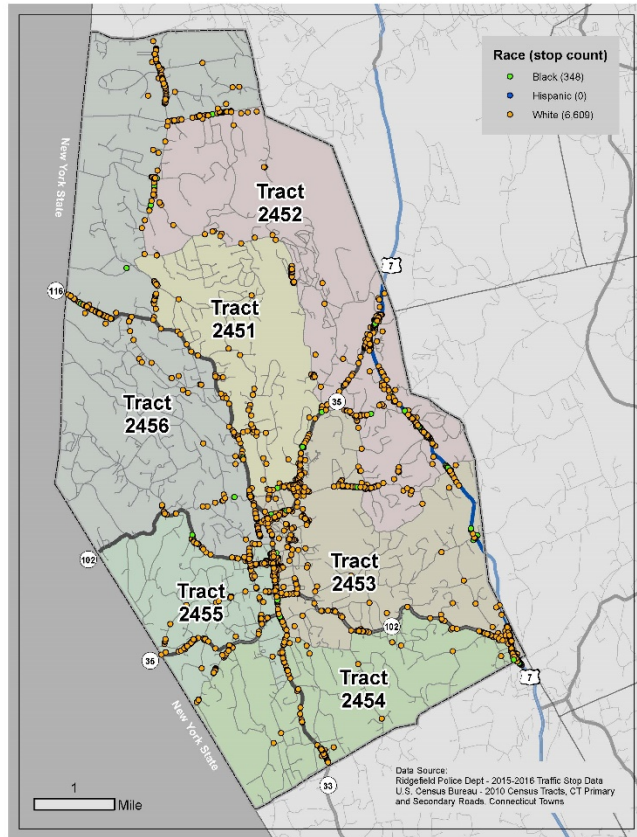 Race (stop count)
Black (348)
Hispanic (0)
White (6,609)
New York State
Tract
2452
7
116
Tract
2451
35
Tract
2456
102
Tract
2453
Tract
2455
102
35
Tract
2454
7
New York State
33
1
Mile
Data Source:
Ridgefield Police Dept - 2015-2016 Traffic Stop Data
U.S. Census Bureau - 2010 Census Tracts, CT Primary
and Secondary Roads, Connecticut Towns